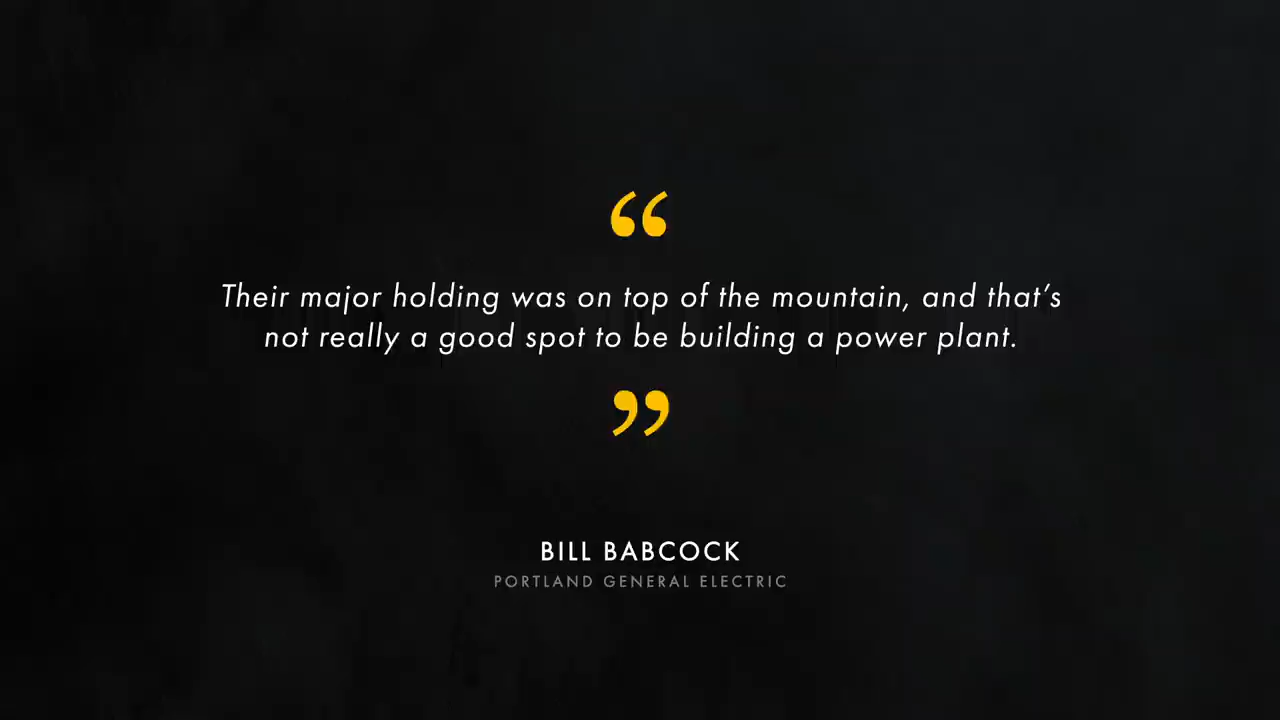 “
Their major holding was on top of the mountain, and that’s
not really a good spot to be building a power plant.
”
BILL BABCOCK
PORTLAND GENERAL ELECTRIC